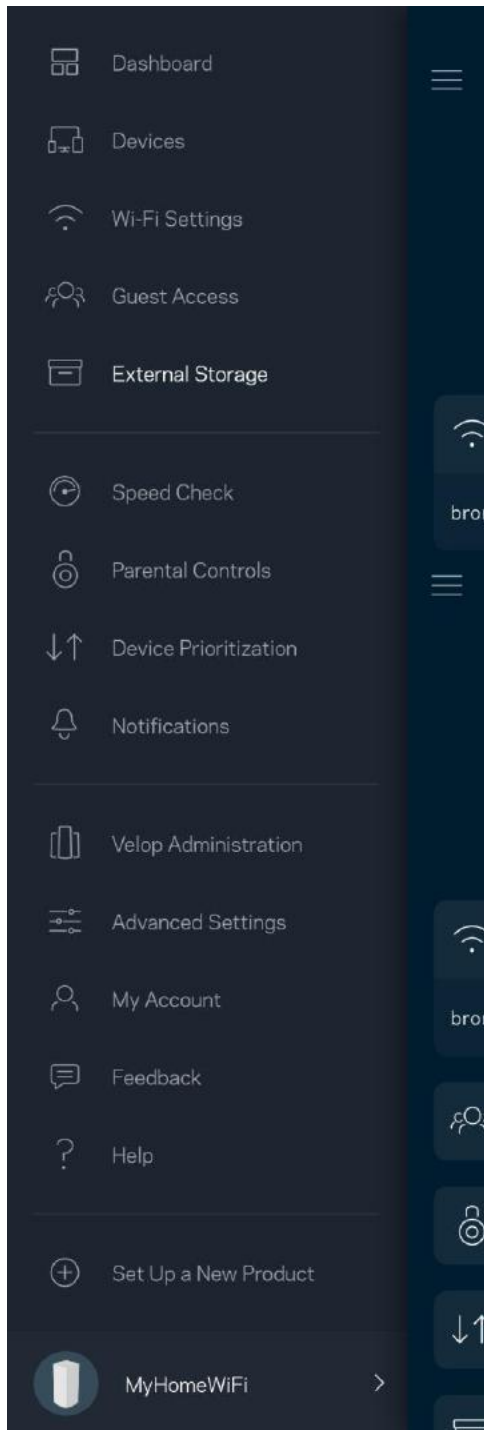 Dashboard
Devices
Wi-Fi Settings
Guest Access
External Storage
Speed Check
Parental Controls
Device Prioritization
Notifications
Velop Administration
Advanced Settings
My Account
Feedback
Help
Set Up a New Product
MyHomeWiFi